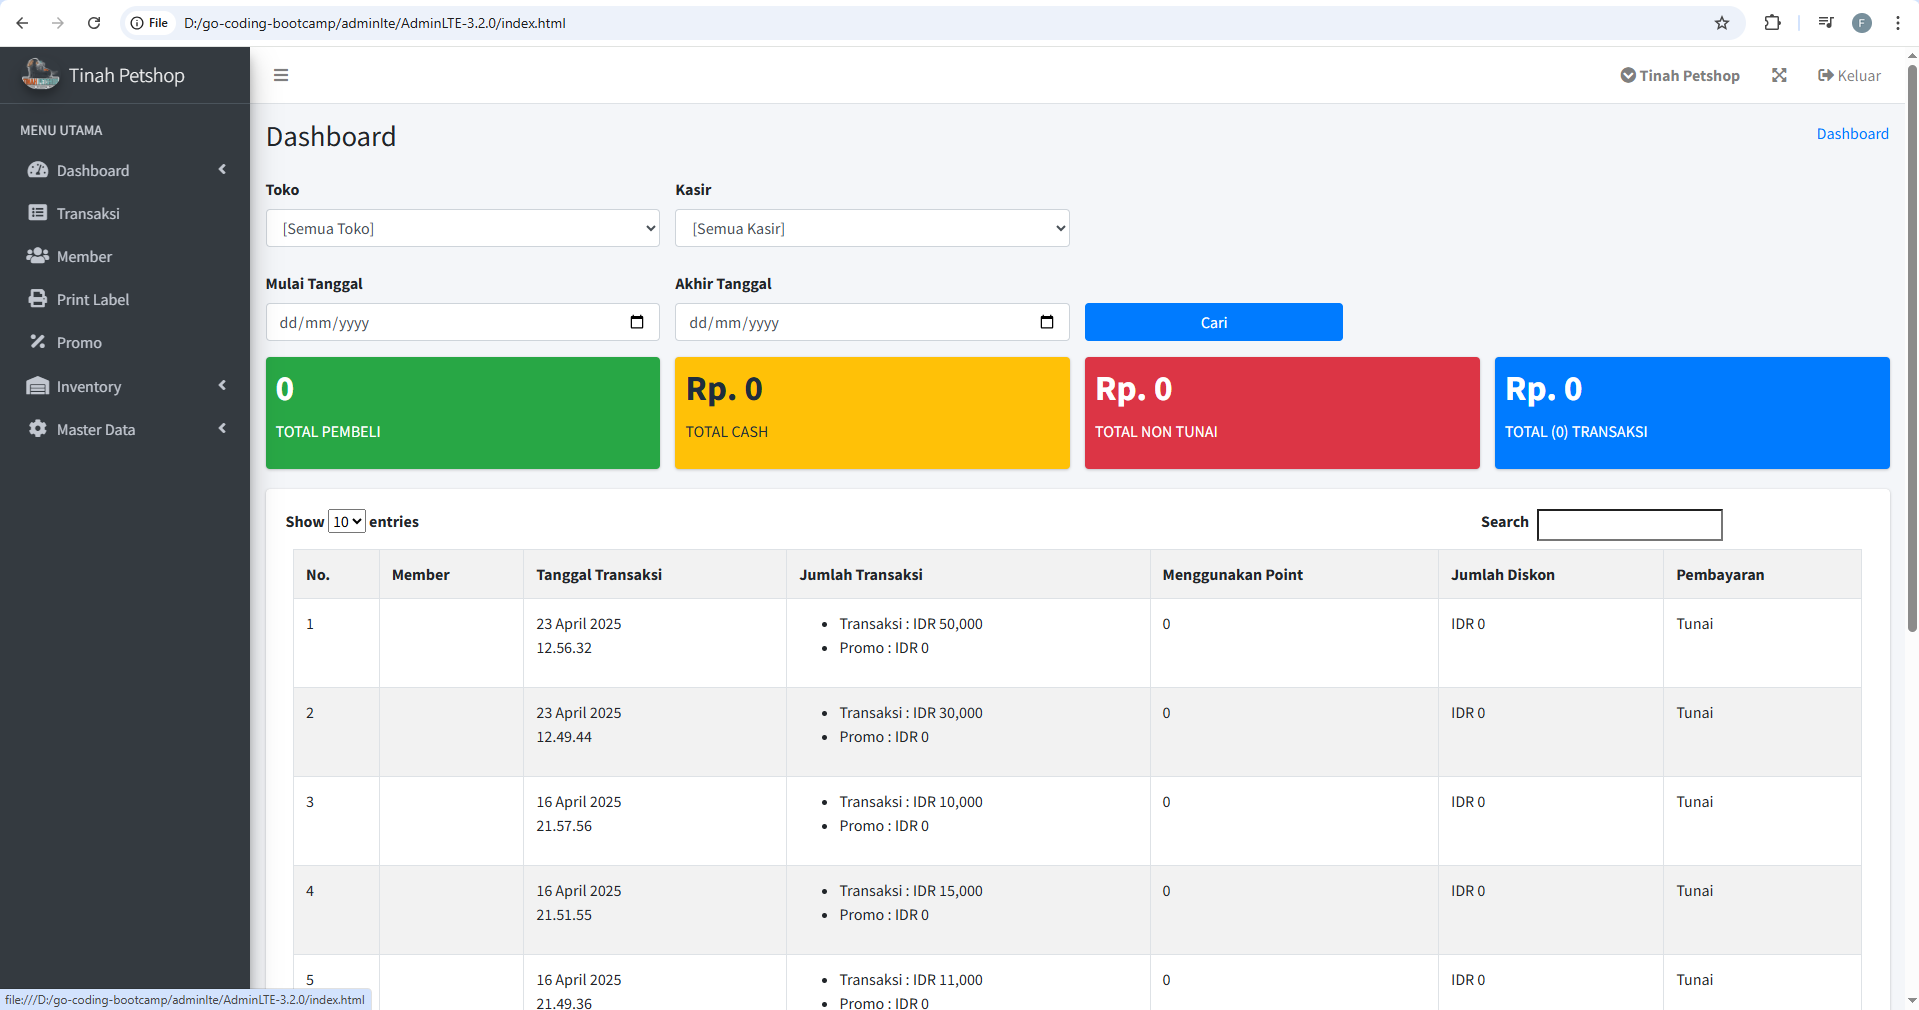 File D:/go-coding-bootcamp/adminlte/AdminLTE-3.2.0/index.html
F
Tinah Petshop
Tinah Petshop
Keluar
MENU UTAMA
Dashboard
Transaksi
Member
Print Label
Promo
Inventory
Master Data
Dashboard
Dashboard
Toko
Kasir
[Semua Toko]
[Semua Kasir]
Mulai Tanggal
Akhir Tanggal
dd/mm/yyyy
dd/mm/yyyy
Cari
0
TOTAL PEMBELI
Rp. 0
TOTAL CASH
Rp. 0
TOTAL NON TUNAI
Rp. 0
TOTAL (0) TRANSAKSI
Show 10 entries
Search
No. Member Tanggal Transaksi Jumlah Transaksi Menggunakan Point Jumlah Diskon Pembayaran
1 23 April 2025 • Transaksi : IDR 50,000 0 IDR 0 Tunai
12.56.32 • Promo : IDR 0
2 23 April 2025 • Transaksi : IDR 30,000 0 IDR 0 Tunai
12.49.44 • Promo : IDR 0
3 16 April 2025 • Transaksi : IDR 10,000 0 IDR 0 Tunai
21.57.56 • Promo : IDR 0
4 16 April 2025 • Transaksi : IDR 15,000 0 IDR 0 Tunai
21.51.55 • Promo : IDR 0
5 16 April 2025 • Transaksi : IDR 11,000 0 IDR 0 Tunai
21.49.36 • Promo : IDR 0
file:///D:/go-coding-bootcamp/adminlte/AdminLTE-3.2.0/index.html